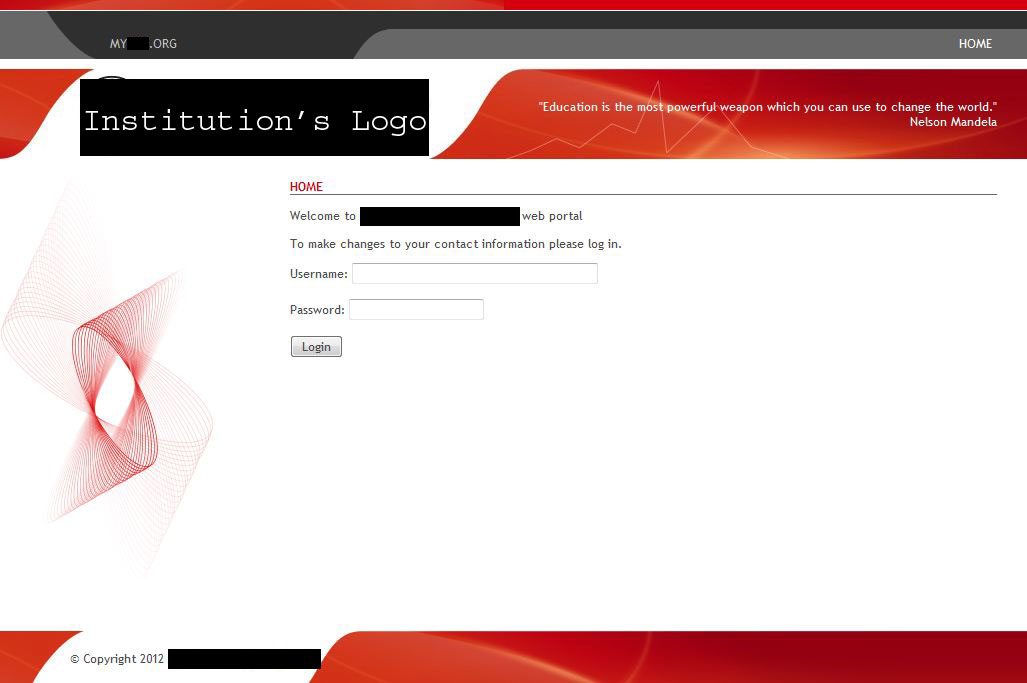 MY .ORG
HOME
Institution's Logo
"Education is the most powerful weapon which you can use to change the world."
Nelson Mandela
HOME
Welcome to web portal
To make changes to your contact information please log in.
Username:
Password:
Login
© Copyright 2012